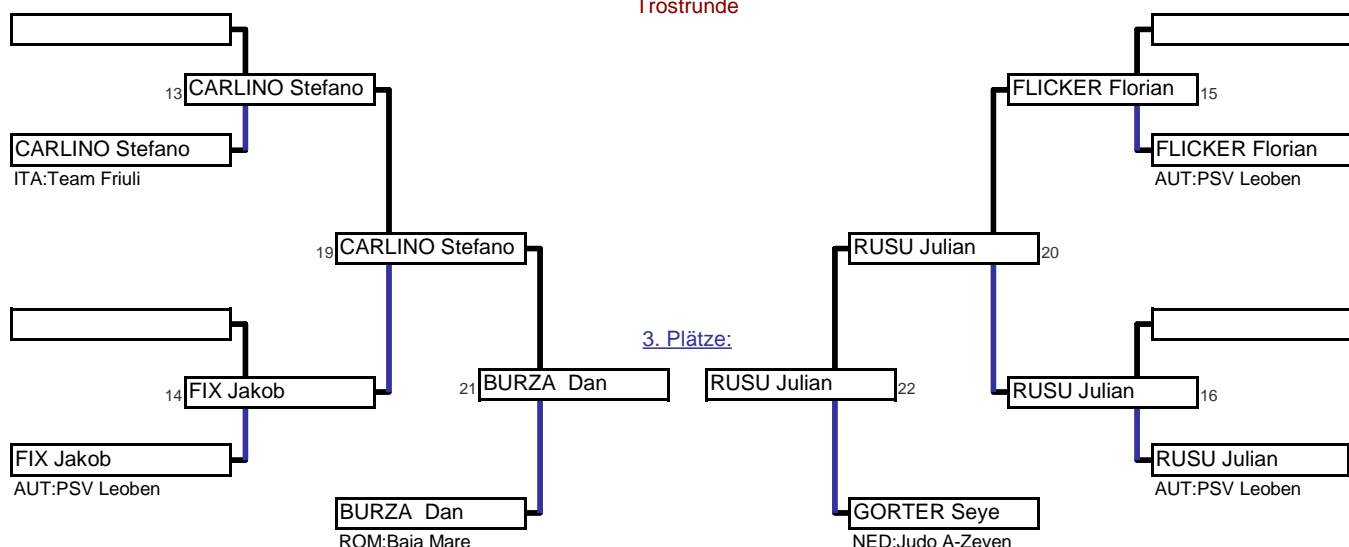 Trostrunde
13 CARLINO Stefano
FLICKER Florian 15
CARLINO Stefano
ITA:Team Friuli
FLICKER Florian
AUT:PSV Leoben
19 CARLINO Stefano
RUSU Julian 20
3. Plätze:
14 FIX Jakob
21 BURZA Dan
RUSU Julian 22
RUSU Julian 16
FIX Jakob
AUT:PSV Leoben
RUSU Julian
AUT:PSV Leoben
BURZA Dan
ROM:Baja Mare
GORTER Seye
NED:Judo A-Zeven